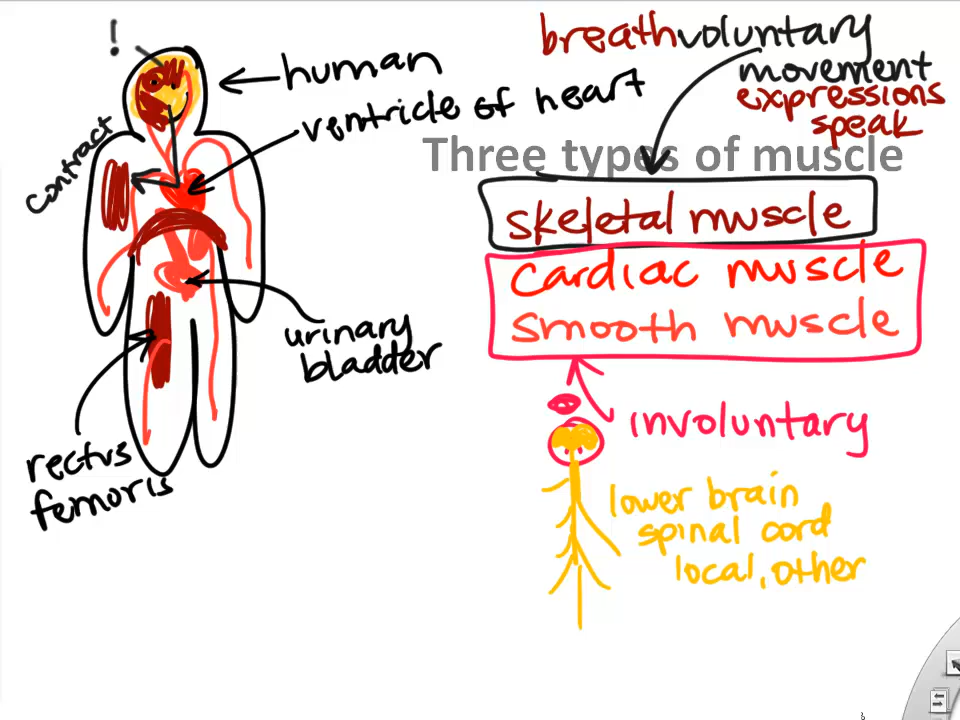 !
human
ventricle of heart
contract
urinary
bladder
rectus
femoris
breath voluntary
movement
expressions
speak
Three types of muscle
skeletal muscle
cardiac muscle
smooth muscle
involuntary
lower brain
spinal cord
local, other